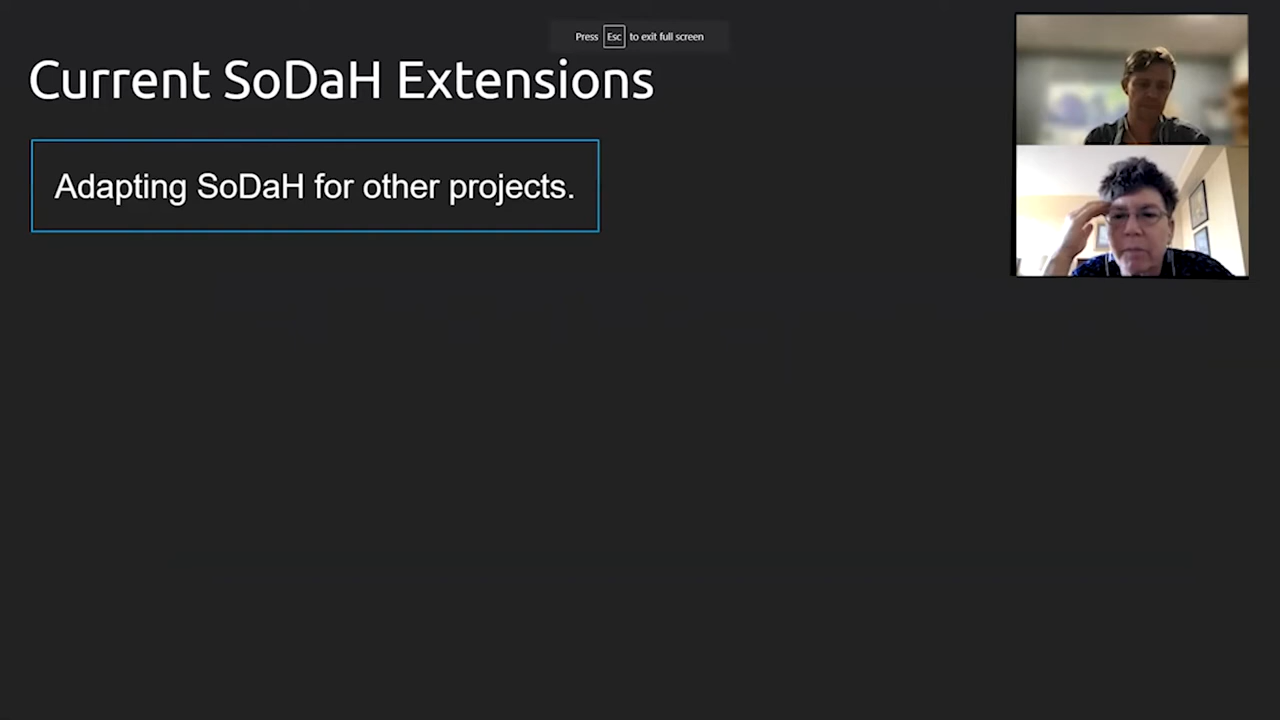 Press Esc to exit full screen
Current SoDaH Extensions
Adapting SoDaH for other projects.